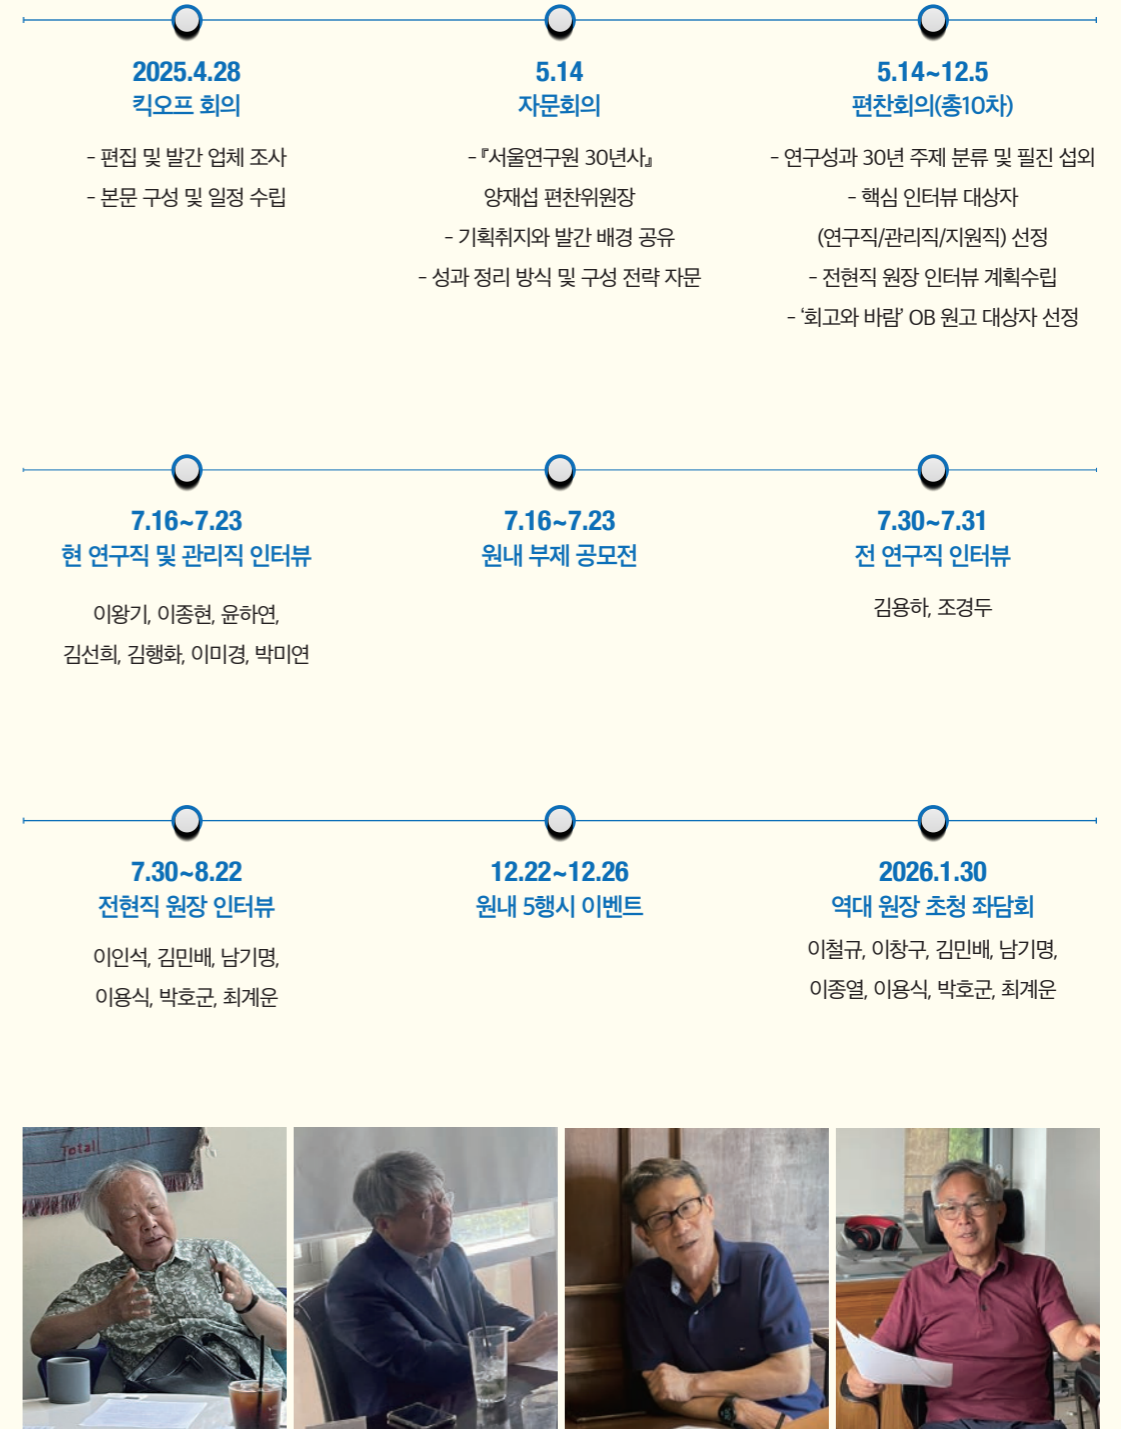 2025.4.28
킥오프 회의
- 편집 및 발간 업체 조사
- 본문 구성 및 일정 수립
5.14
자문회의
- 『서울연구원 30년사』
양재섭 편찬위원장
- 기획취지와 발간 배경 공유
- 성과 정리 방식 및 구성 전략 자문
5.14~12.5
편찬회의(총10차)
- 연구성과 30년 주제 분류 및 필진 섭외
- 핵심 인터뷰 대상자
(연구직/관리직/지원직) 선정
- 전현직 원장 인터뷰 계획수립
- ‘회고와 바람’ OB 원고 대상자 선정
7.16~7.23
현 연구직 및 관리직 인터뷰
이왕기, 이종현, 윤하연,
김선희, 김행화, 이미경, 박미연
7.16~7.23
원내 부제 공모전
7.30~7.31
전 연구직 인터뷰
김용하, 조경두
7.30~8.22
전현직 원장 인터뷰
이인석, 김민배, 남기명,
이용식, 박호군, 최계운
12.22~12.26
원내 5행시 이벤트
2026.1.30
역대 원장 초청 좌담회
이철규, 이창구, 김민배, 남기명,
이종열, 이용식, 박호군, 최계운
Total